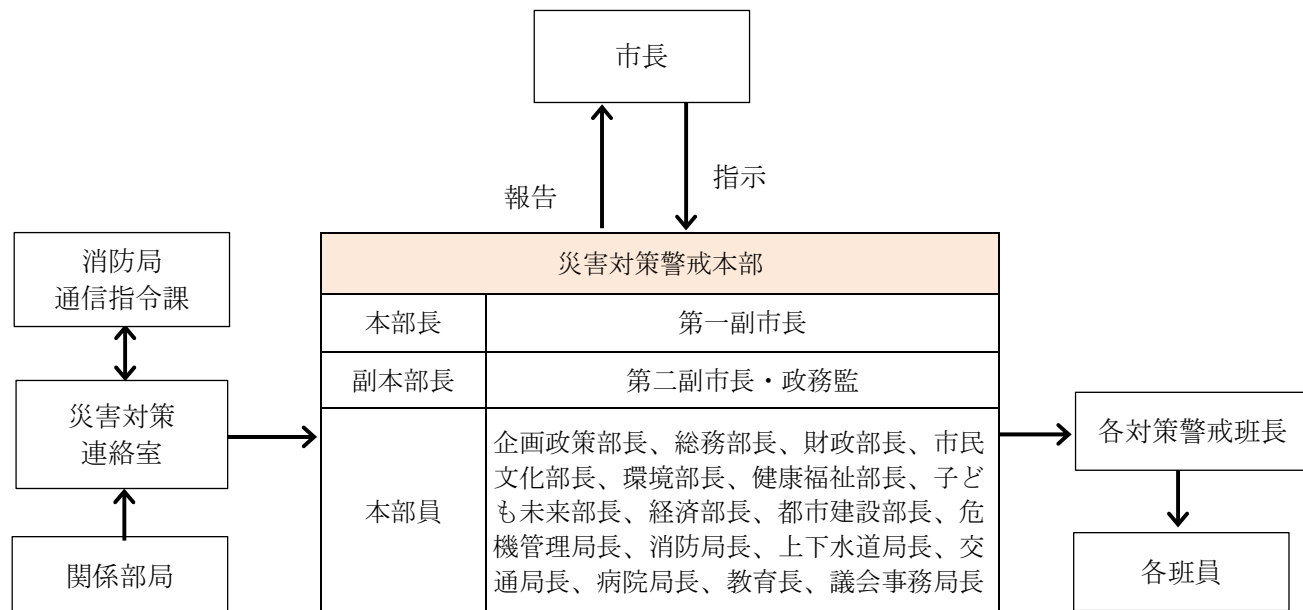 市長
報告
指示
消防局
通信指令課
災害対策
連絡室
関係部局
災害対策警戒本部
本部長
第一副市長
副本部長
第二副市長・政務監
本部員
企画政策部長、総務部長、財政部長、市民
文化部長、環境部長、健康福祉部長、子ど
も未来部長、経済部長、都市建設部長、危
機管理局長、消防局長、上下水道局長、交
通局長、病院局長、教育長、議会事務局長
各対策警戒班長
各班員